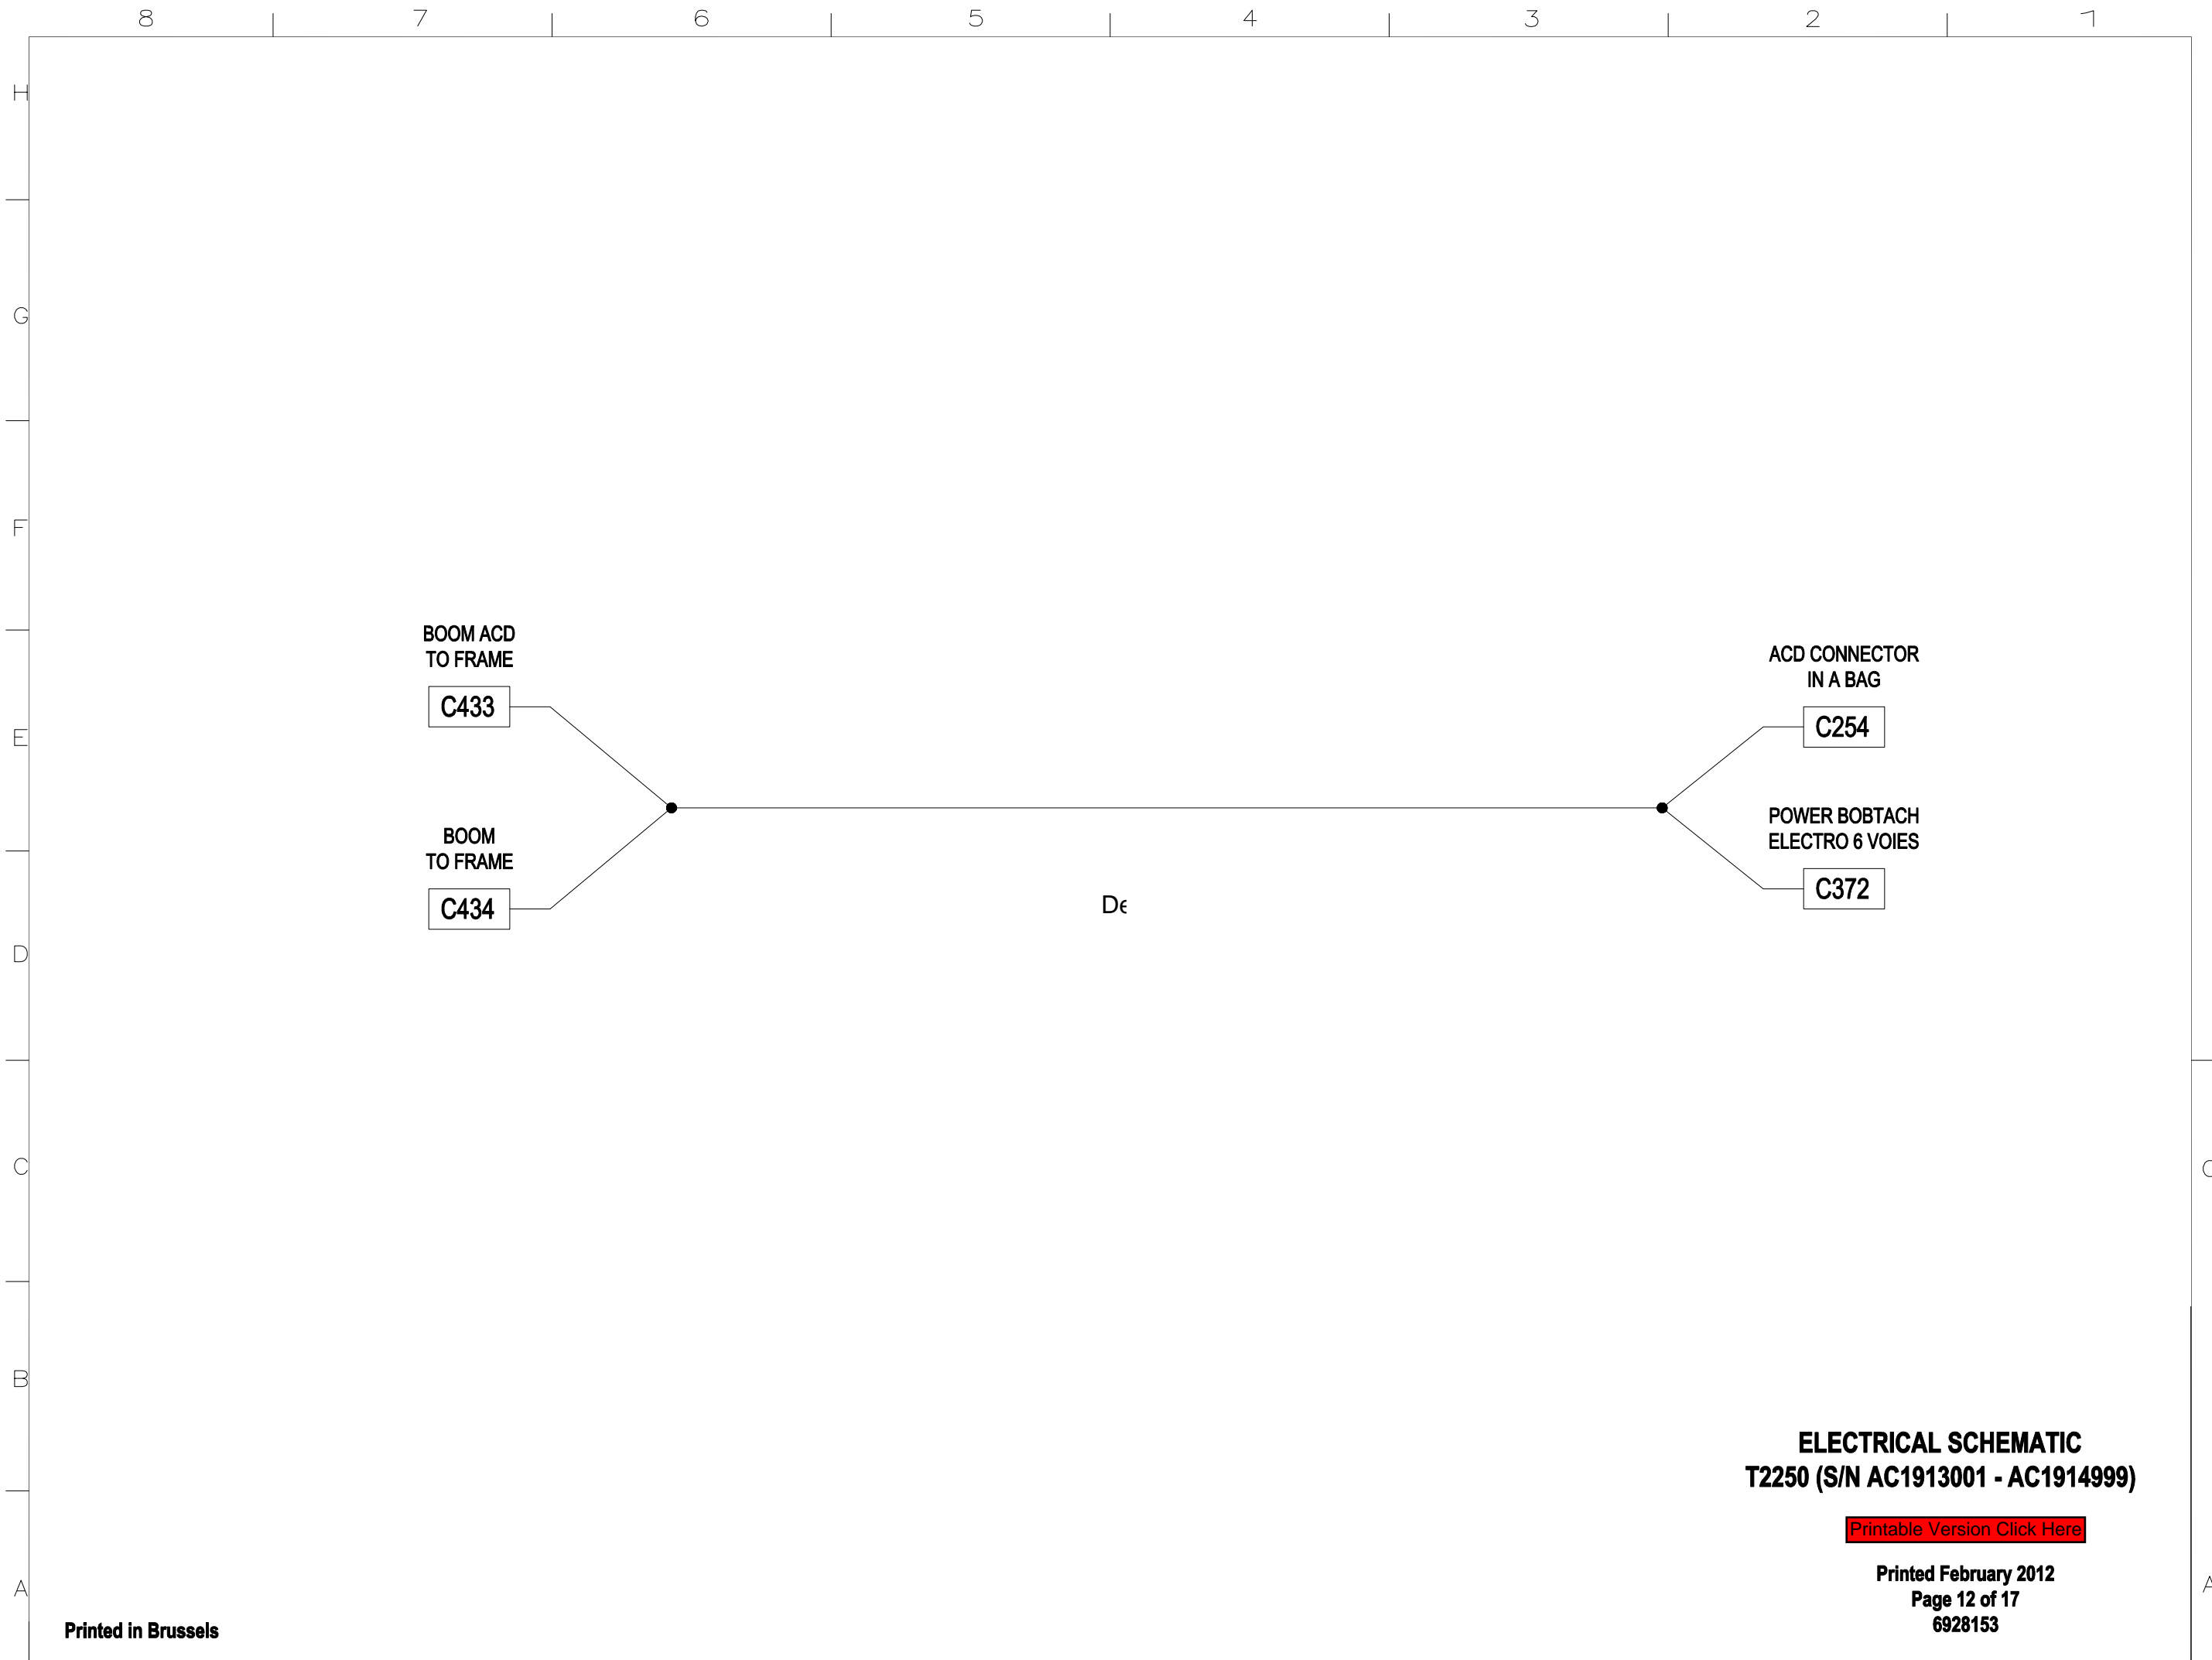 8 7 6 5 4 3 2 1
H
G
F
BOOM ACD
TO FRAME
C433
ACD CONNECTOR
IN A BAG
C254
E
POWER BOBTACH
ELECTRO 6 VOIES
C372
BOOM
TO FRAME
C434
De
D
C C
B
ELECTRICAL SCHEMATIC
T2250 (S/N AC1913001 - AC1914999)
Printable Version Click Here
A A
Printed February 2012
Page 12 of 17
6928153
Printed in Brussels